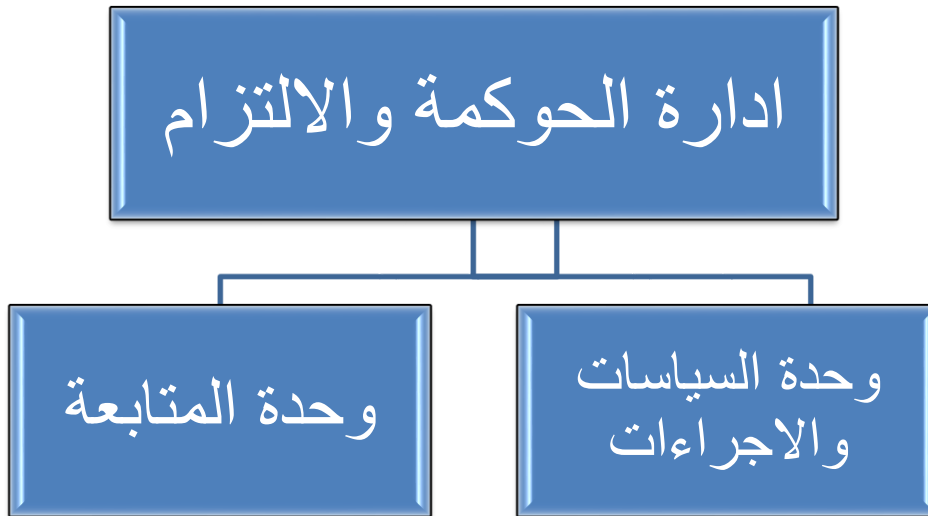 ادارة الحوكمة والالتزام
وحدة السياسات
والاجراءات
وحدة المتابعة